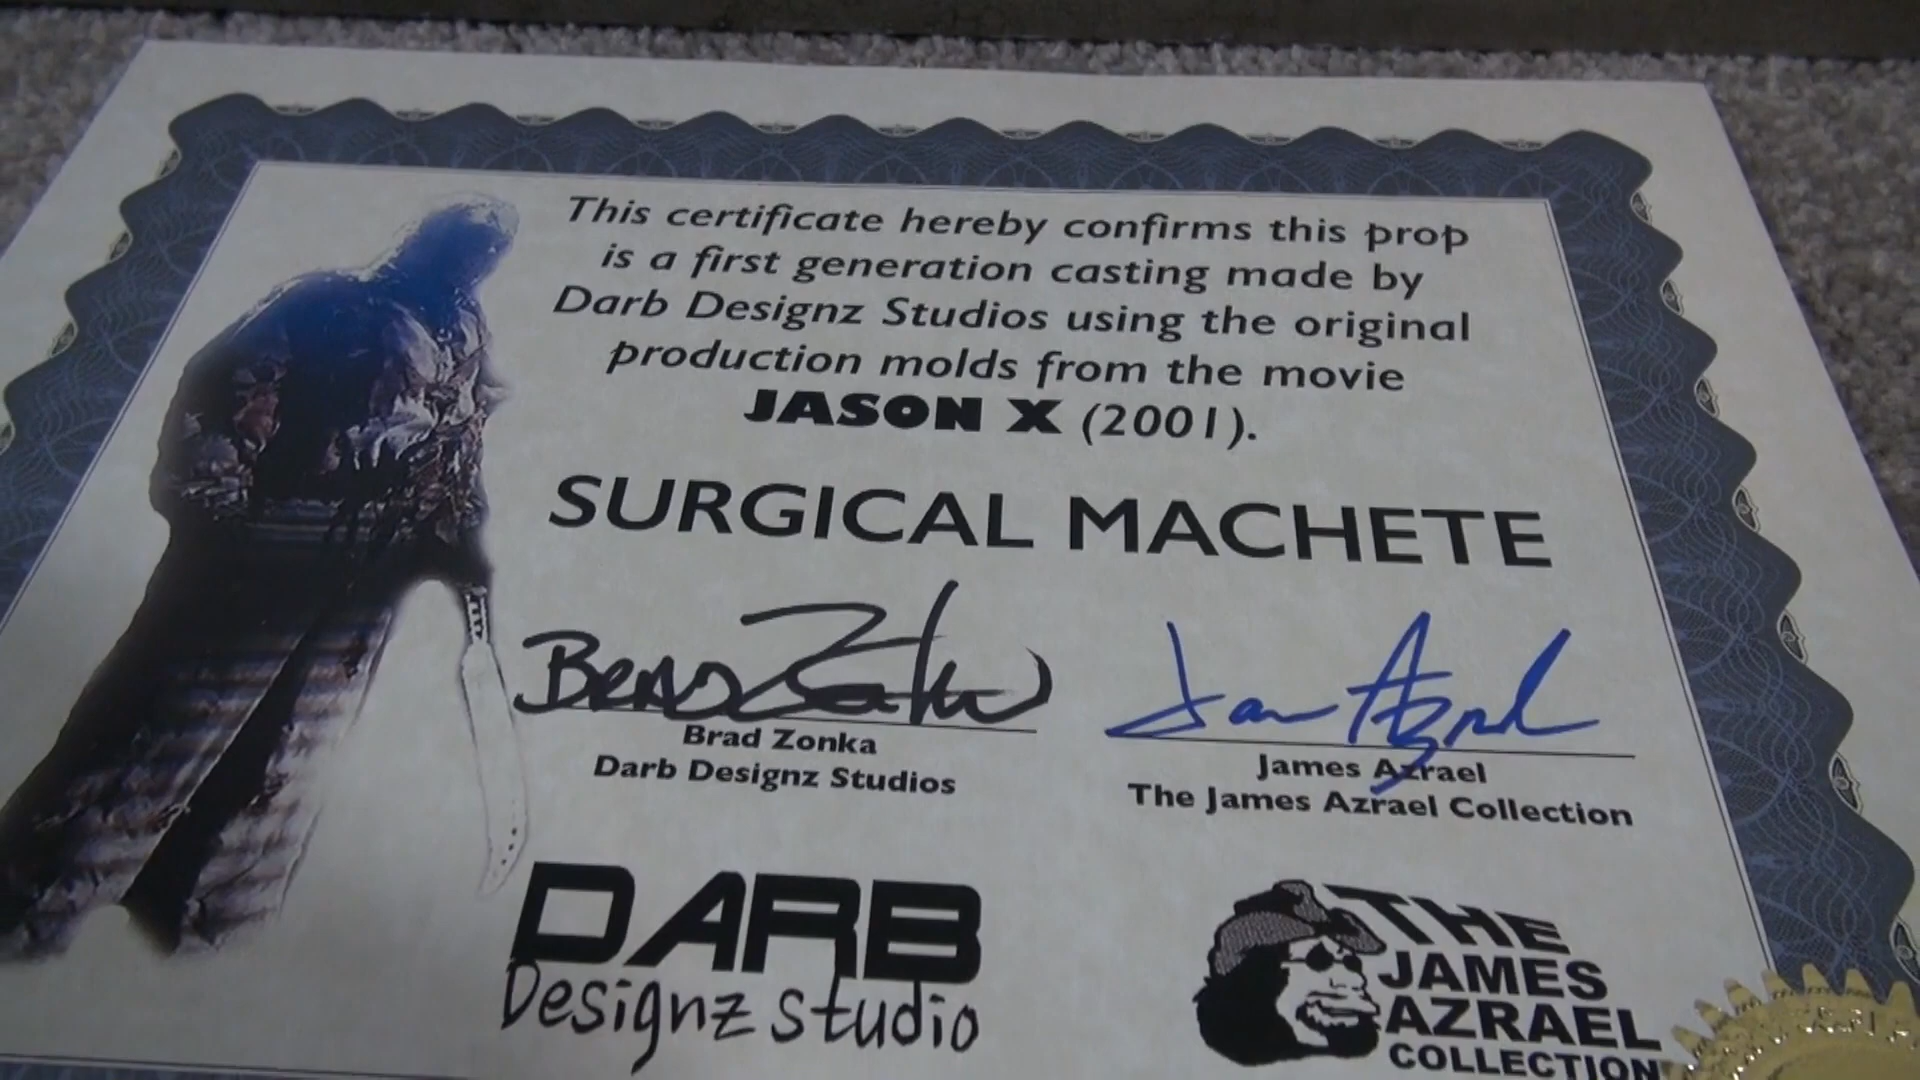 This certificate hereby confirms this prop
is a first generation casting made by
Darb Designz Studios using the original
production molds from the movie
JASON X (2001).
SURGICAL MACHETE
Brad Zonka
Darb Designz Studios
James Azrael
The James Azrael Collection
DARB
Designz studio
THE
JAMES
AZRAEL
COLLECTION